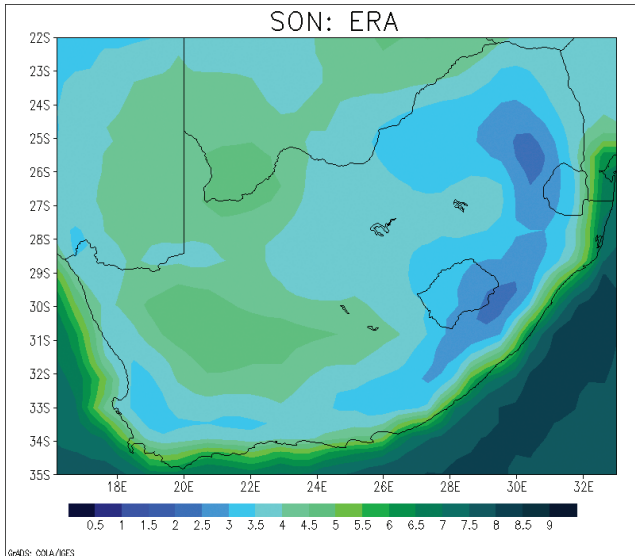 SON: ERA
22S
23S
24S
25S
26S
27S
28S
29S
30S
31S
32S
33S
34S
35S
18E 20E 22E 24E 26E 28E 30E 32E
0.5 1 1.5 2 2.5 3 3.5 4 4.5 5 5.5 6 6.5 7 7.5 8 8.5 9
GrADS: COLA/IGES